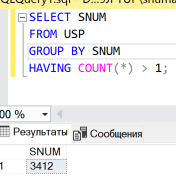 SELECT SNUM
FROM USP
GROUP BY SNUM
HAVING COUNT(*) > 1;
00 %
Результаты Сообщения
SNUM
1 3412